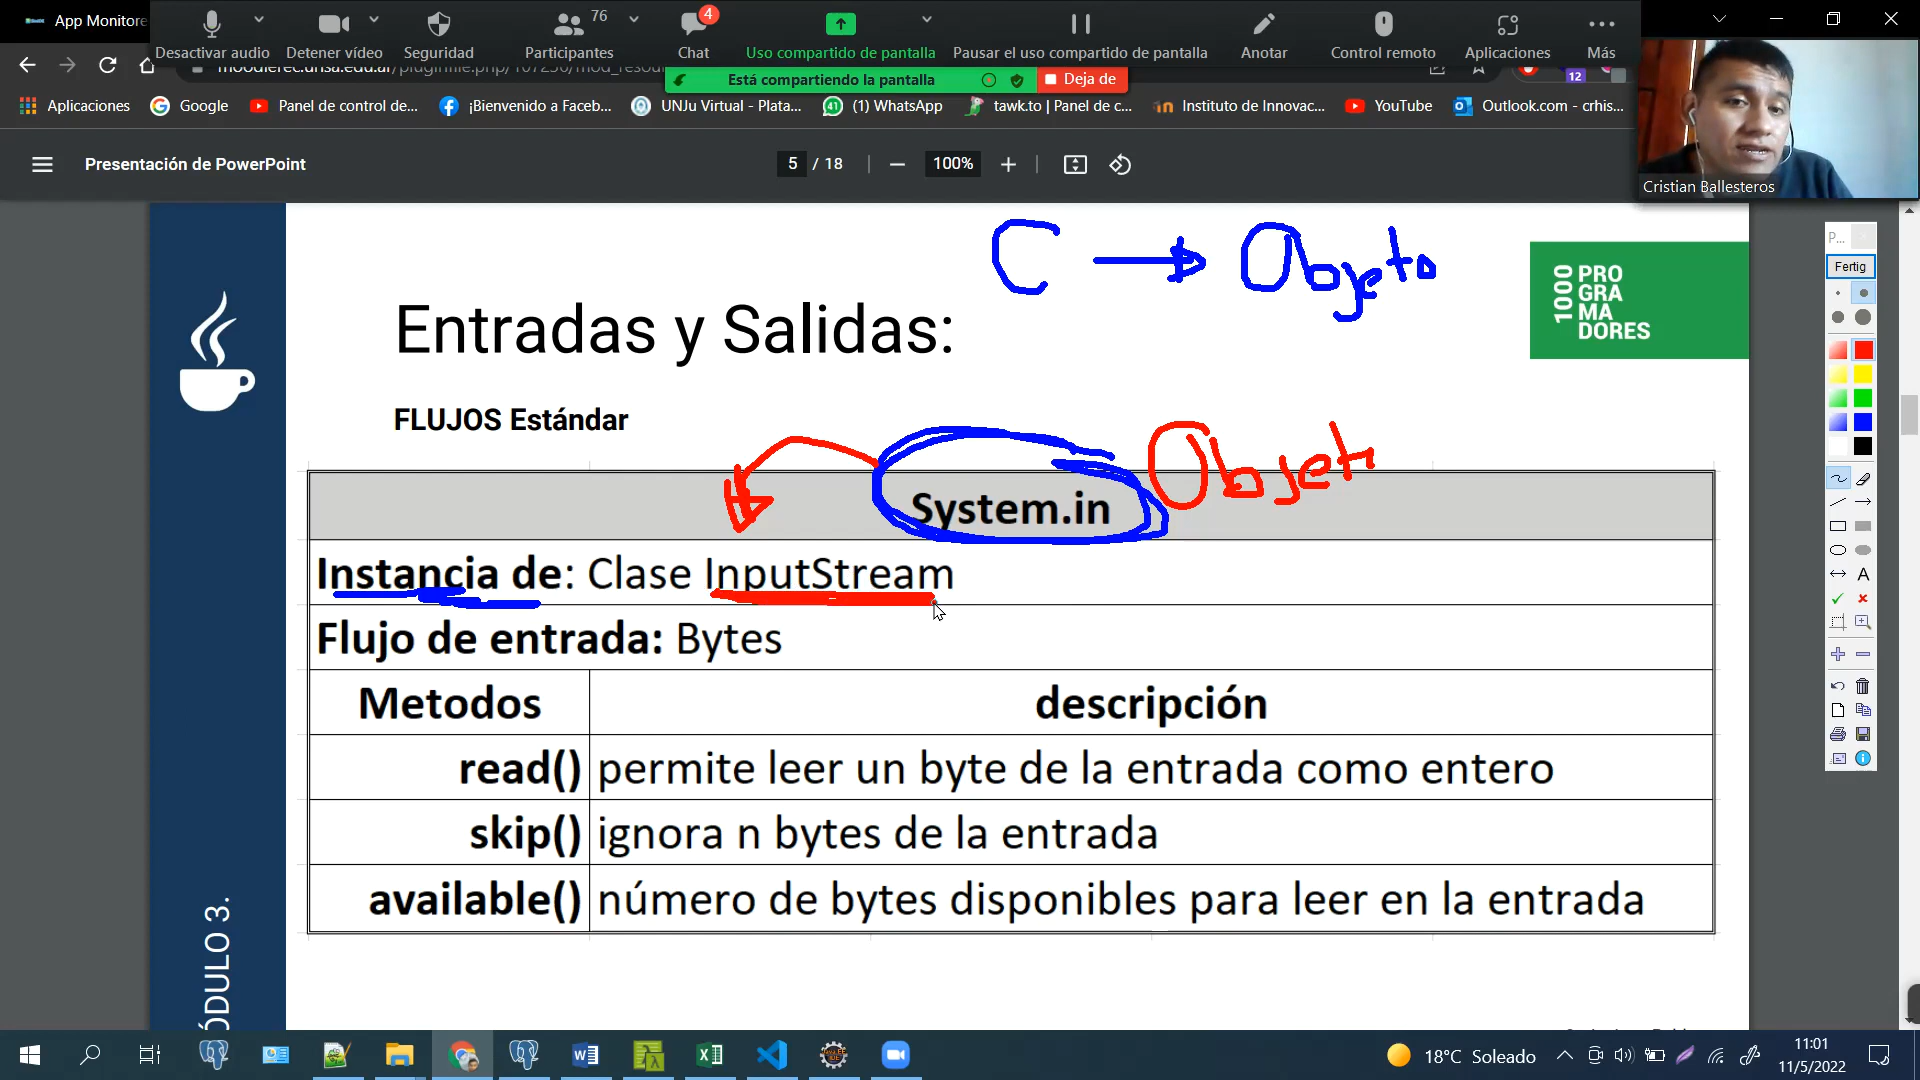 App Monitore
76
4
Desactivar audio
Detener vídeo
Seguridad
Participantes
Chat
Uso compartido de pantalla
Pausar el uso compartido de pantalla
Anotar
Control remoto
Aplicaciones
Más
Está compartiendo la pantalla
Deja de
12
Aplicaciones
Google
Panel de control de...
¡Bienvenido a Faceb...
UNJu Virtual - Plata...
(1) WhatsApp
tawk.to | Panel de c...
Instituto de Innovac...
YouTube
Outlook.com - crhis...
Cristian Ballesteros
Presentación de PowerPoint
5 / 18
100%
C → Objeto
P...
Fertig
1000
PRO
GRA
MA
DORES
Entradas y Salidas:
FLUJOS Estándar
Objet
System.in
Instancia de: Clase InputStream
Flujo de entrada: Bytes
Metodos
descripción
read()
permite leer un byte de la entrada como entero
skip()
ignora n bytes de la entrada
available()
número de bytes disponibles para leer en la entrada
ÓDULO 3.
18°C Soleado
11:01
11/5/2022